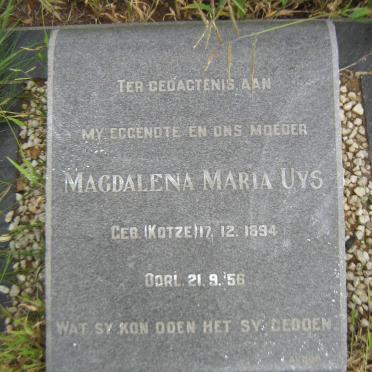 TER GEDAGTENIS AAN
MY EGGENOTE EN ONS MOEDER
MAGDALENA MARIA UYS
GEB. (KOTZE) 17. 12. 1894
OORL. 21. 9. '56
WAT SY KON DOEN HET SY GEDOEN